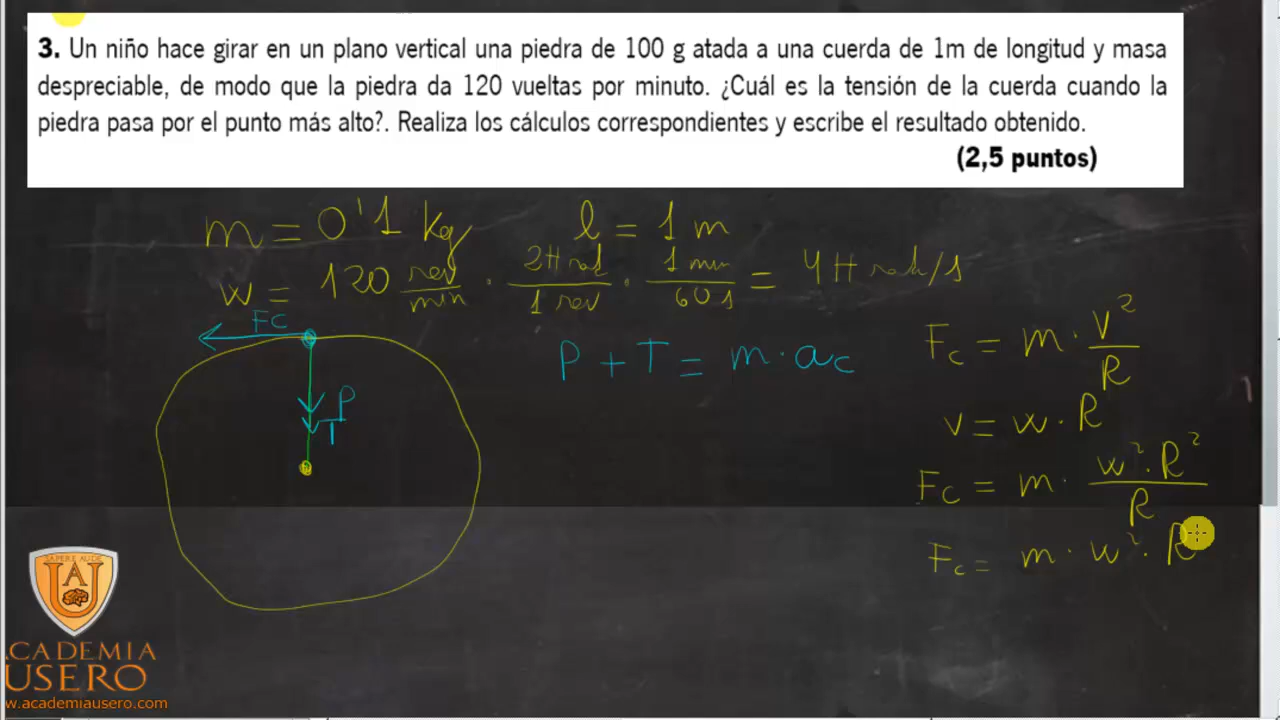 3. Un niño hace girar en un plano vertical una piedra de 100 g atada a una cuerda de 1m de longitud y masa
despreciable, de modo que la piedra da 120 vueltas por minuto. ¿Cuál es la tensión de la cuerda cuando la
piedra pasa por el punto más alto?. Realiza los cálculos correspondientes y escribe el resultado obtenido.
(2,5 puntos)
m = 0'1 kg l = 1 m
w = 120 rev/min · 2π rad/1 rev · 1 min/60 s = 4π rad/s
Fc
P + T = m · ac
Fc = m · v²/R
P
T
v = w · R
Fc = m · w² · R²/R
Fc = m · w² · R
SAPERE AUDE
UA
ACADEMIA
USERO
w.academiausero.com